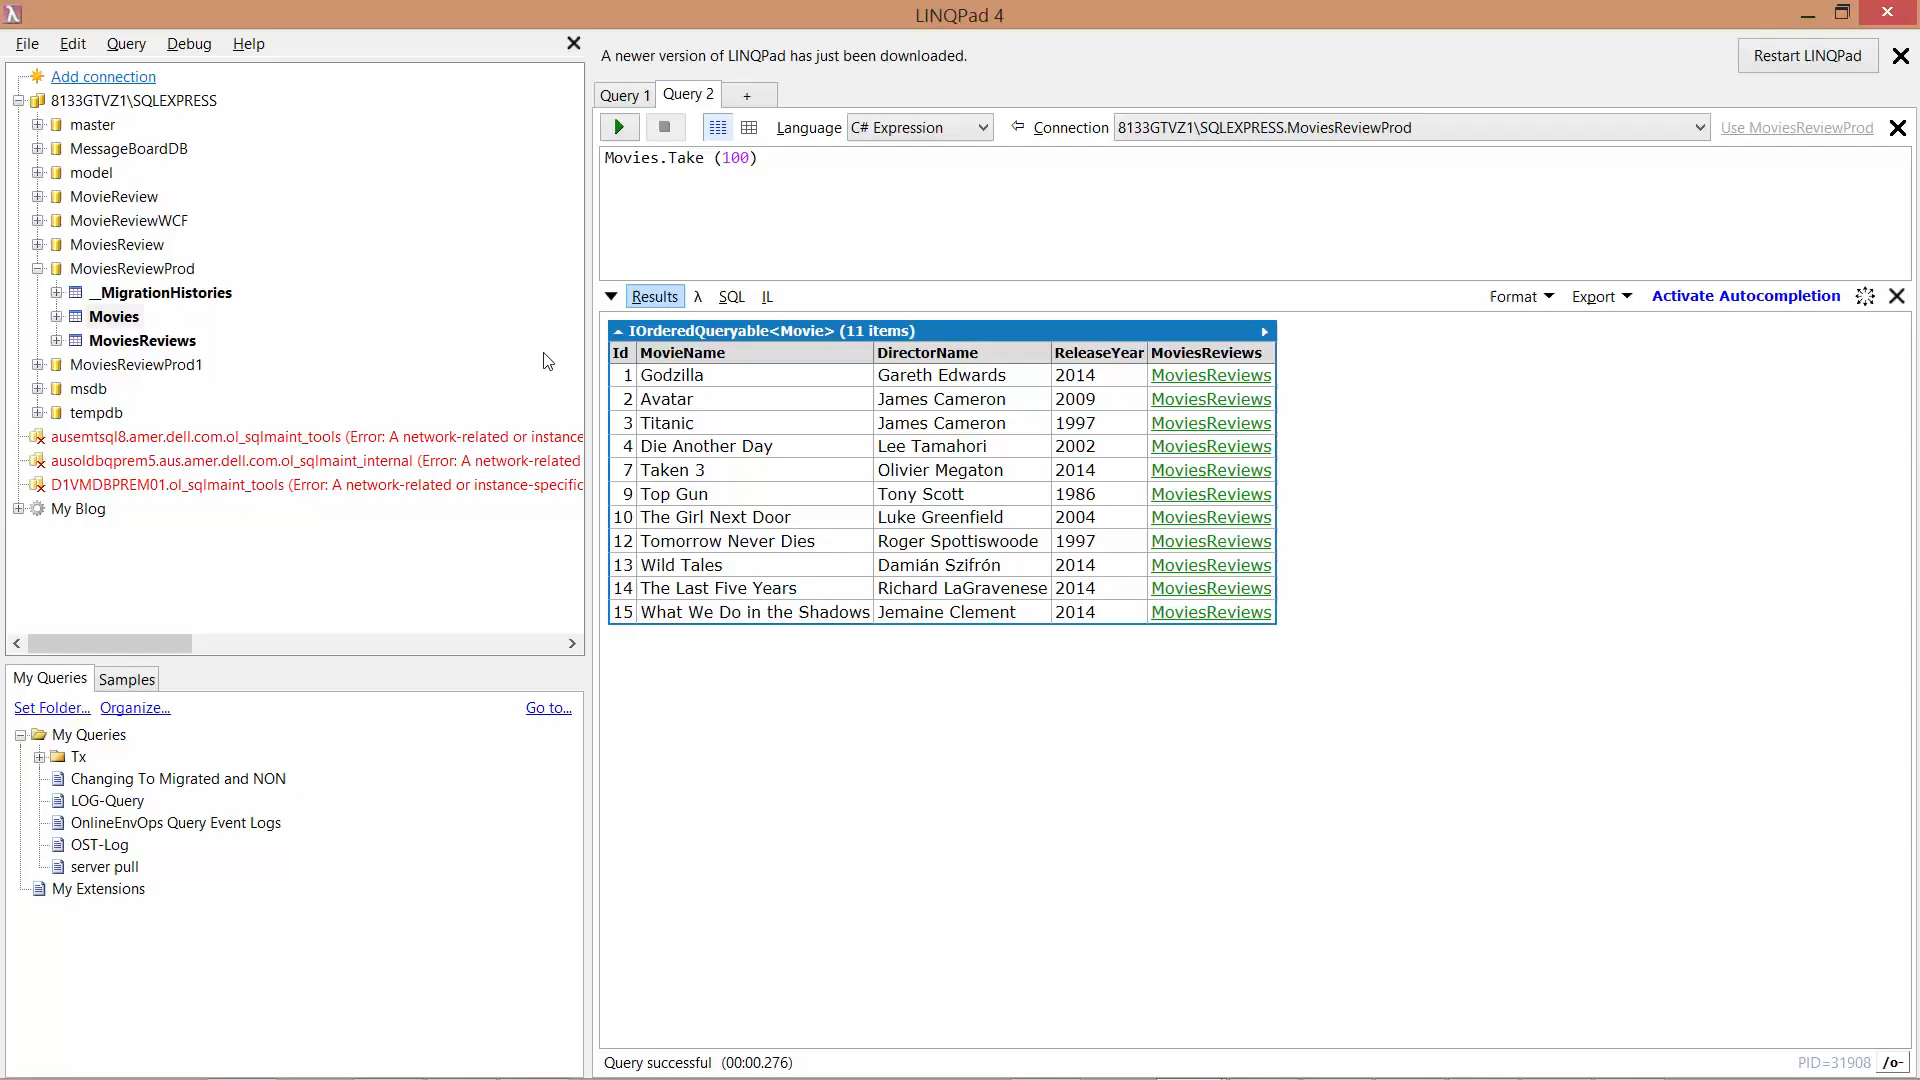 LINQPad 4
File Edit Query Debug Help
Add connection
8133GTVZ1\SQLEXPRESS
master
MessageBoardDB
model
MovieReview
MovieReviewWCF
MoviesReview
MoviesReviewProd
__MigrationHistories
Movies
MoviesReviews
MoviesReviewProd1
msdb
tempdb
ausemtsql8.amer.dell.com.ol_sqlmaint_tools (Error: A network-related or instance
ausoldbqprem5.aus.amer.dell.com.ol_sqlmaint_internal (Error: A network-related
D1VMDBPREM01.ol_sqlmaint_tools (Error: A network-related or instance-specific
My Blog
My Queries Samples
Set Folder... Organize... Go to...
My Queries
Tx
Changing To Migrated and NON
LOG-Query
OnlineEnvOps Query Event Logs
OST-Log
server pull
My Extensions
A newer version of LINQPad has just been downloaded. Restart LINQPad
Query 1 Query 2 +
Language C# Expression Connection 8133GTVZ1\SQLEXPRESS.MoviesReviewProd Use MoviesReviewProd
Movies.Take (100)
Results λ SQL IL Format Export Activate Autocompletion
IOrderedQueryable<Movie> (11 items)
Id MovieName DirectorName ReleaseYear MoviesReviews
1 Godzilla Gareth Edwards 2014 MoviesReviews
2 Avatar James Cameron 2009 MoviesReviews
3 Titanic James Cameron 1997 MoviesReviews
4 Die Another Day Lee Tamahori 2002 MoviesReviews
7 Taken 3 Olivier Megaton 2014 MoviesReviews
9 Top Gun Tony Scott 1986 MoviesReviews
10 The Girl Next Door Luke Greenfield 2004 MoviesReviews
12 Tomorrow Never Dies Roger Spottiswoode 1997 MoviesReviews
13 Wild Tales Damián Szifrón 2014 MoviesReviews
14 The Last Five Years Richard LaGravenese 2014 MoviesReviews
15 What We Do in the Shadows Jemaine Clement 2014 MoviesReviews
Query successful (00:00.276) PID=31908 /o-